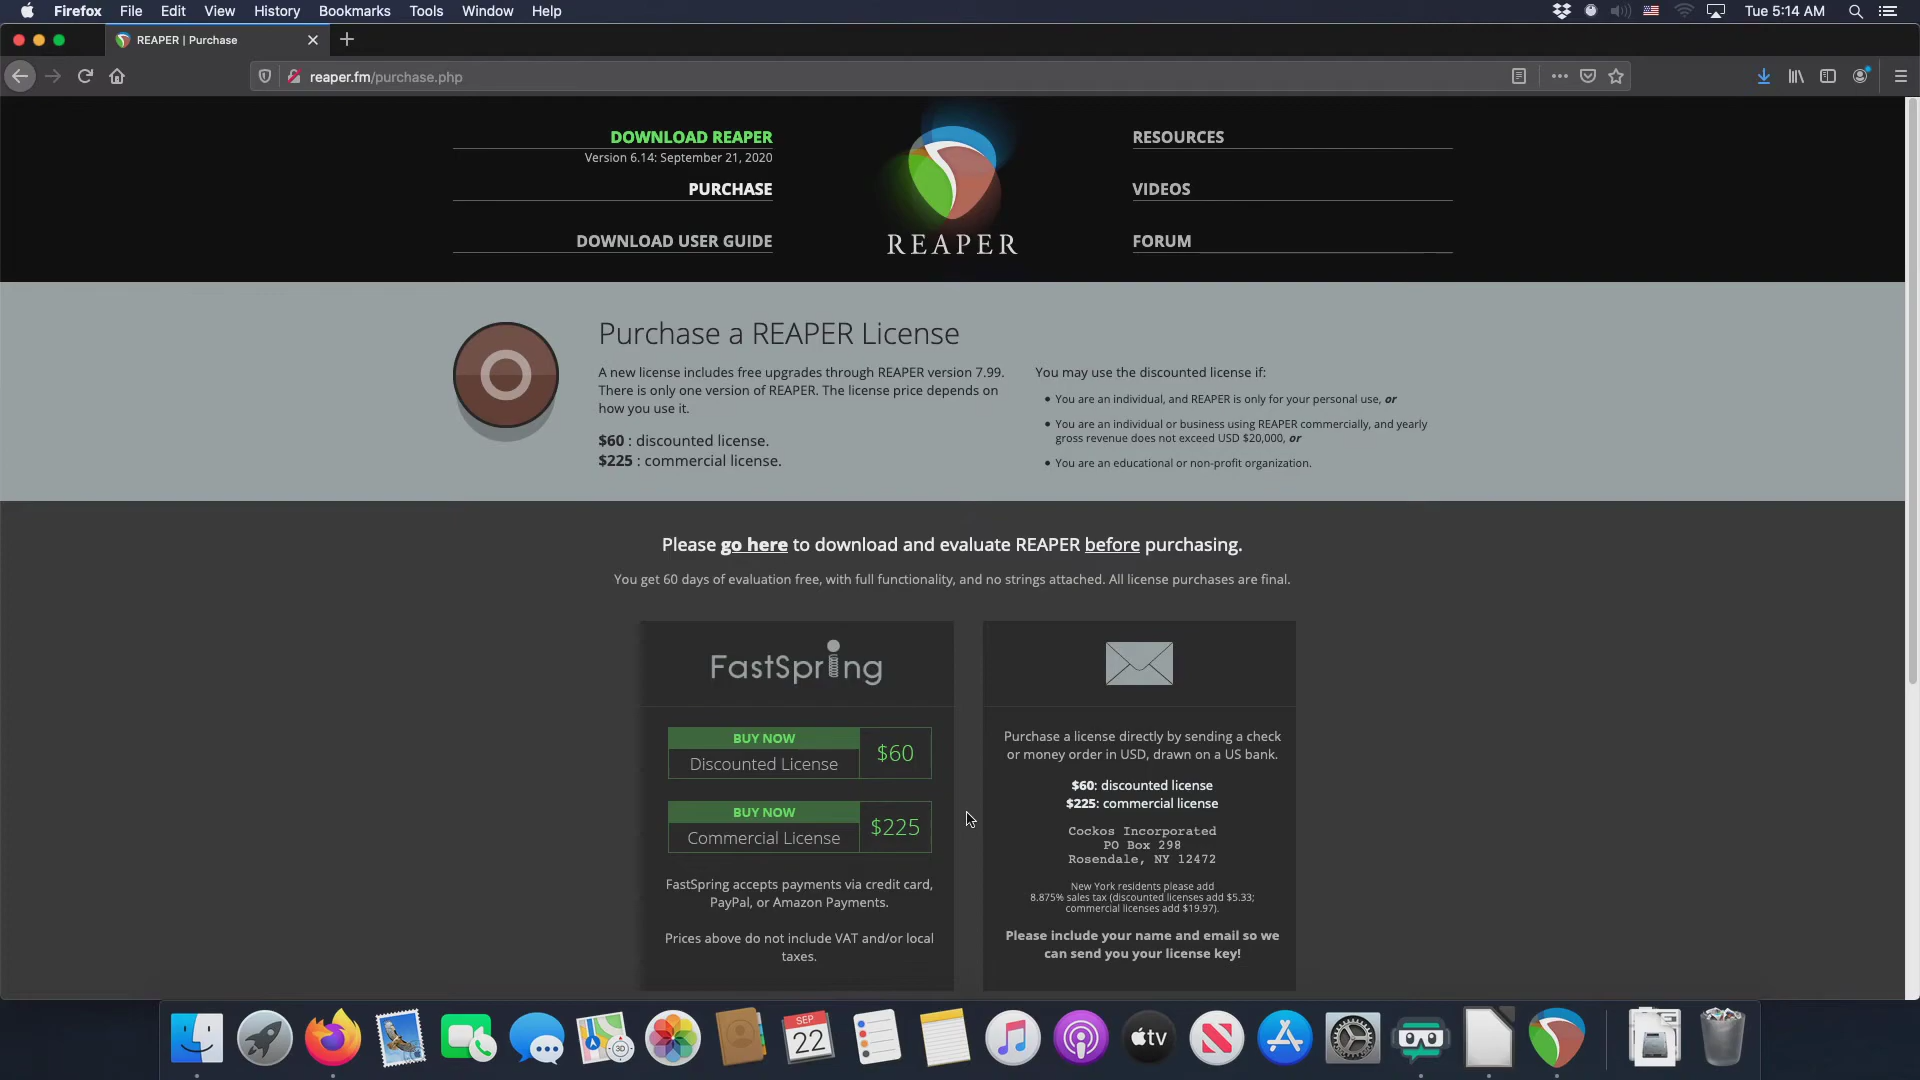 Firefox File Edit View History Bookmarks Tools Window Help
Tue 5:14 AM
REAPER | Purchase
reaper.fm/purchase.php
DOWNLOAD REAPER
Version 6.14: September 21, 2020
PURCHASE
DOWNLOAD USER GUIDE
REAPER
RESOURCES
VIDEOS
FORUM
Purchase a REAPER License
A new license includes free upgrades through REAPER version 7.99.
There is only one version of REAPER. The license price depends on
how you use it.
$60 : discounted license.
$225 : commercial license.
You may use the discounted license if:
• You are an individual, and REAPER is only for your personal use, or
• You are an individual or business using REAPER commercially, and yearly
gross revenue does not exceed USD $20,000, or
• You are an educational or non-profit organization.
Please go here to download and evaluate REAPER before purchasing.
You get 60 days of evaluation free, with full functionality, and no strings attached. All license purchases are final.
FastSpring
BUY NOW
Discounted License
$60
BUY NOW
Commercial License
$225
FastSpring accepts payments via credit card,
PayPal, or Amazon Payments.
Prices above do not include VAT and/or local
taxes.
Purchase a license directly by sending a check
or money order in USD, drawn on a US bank.
$60: discounted license
$225: commercial license
Cockos Incorporated
PO Box 298
Rosendale, NY 12472
New York residents please add
8.875% sales tax (discounted licenses add $5.33;
commercial licenses add $19.97).
Please include your name and email so we
can send you your license key!
3D
SEP
22
tv